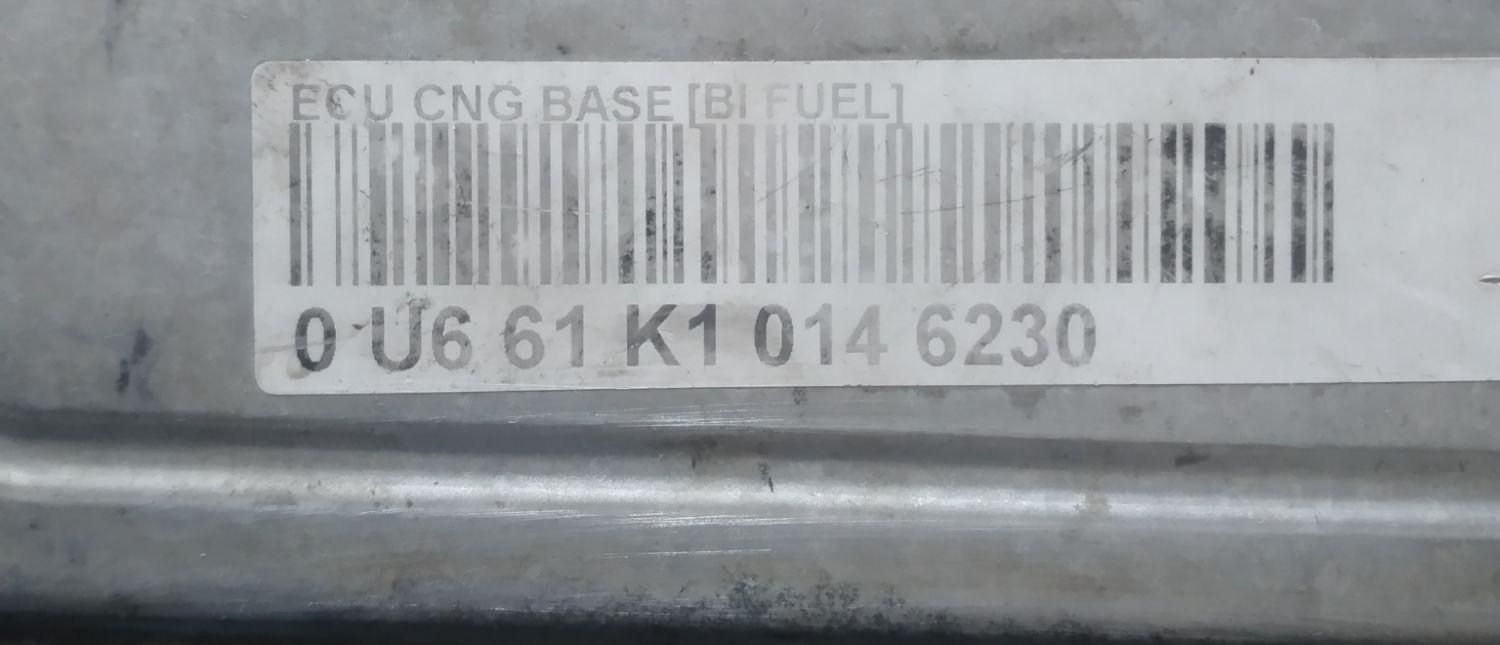 ECU CNG BASE [BI FUEL]
0 U6 61 K1 014 6230